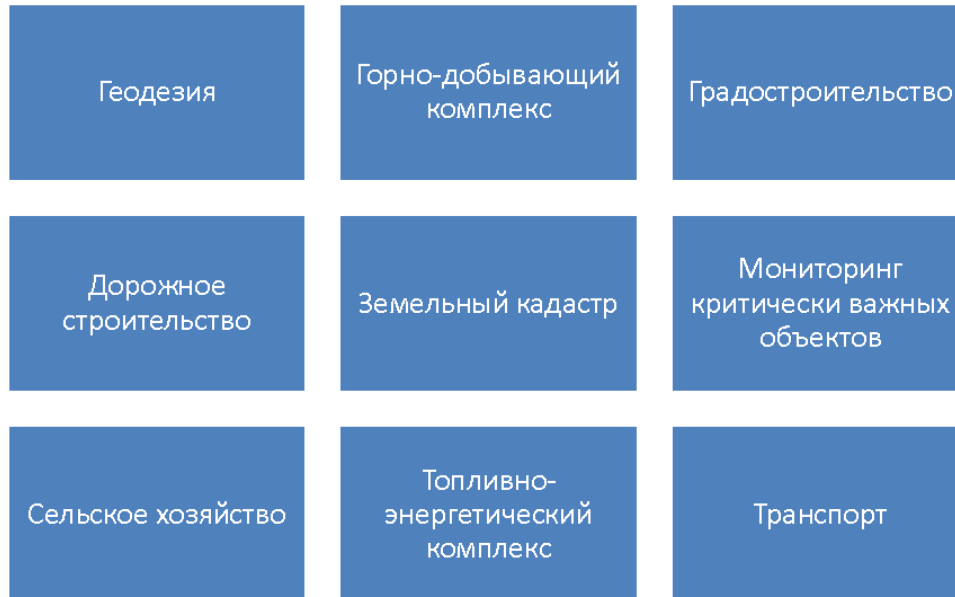 Геодезия
Горно-добывающий
комплекс
Градостроительство
Дорожное
строительство
Земельный кадастр
Мониторинг
критически важных
объектов
Сельское хозяйство
Топливно-
энергетический
комплекс
Транспорт